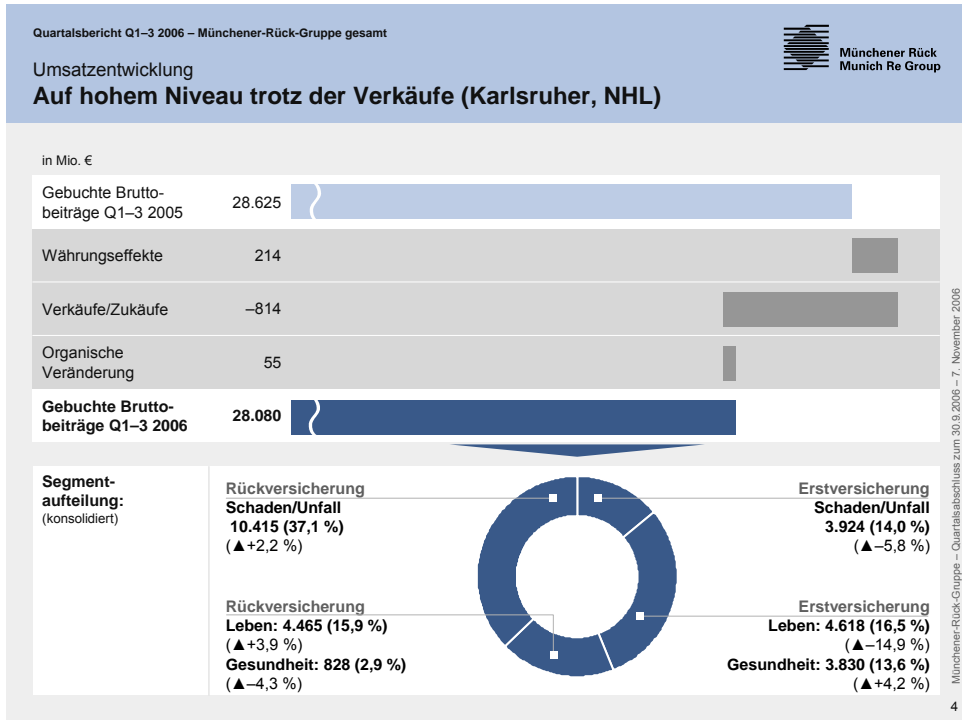 Quartalsbericht Q1–3 2006 – Münchener-Rück-Gruppe gesamt
Münchener Rück
Munich Re Group
Umsatzentwicklung
Auf hohem Niveau trotz der Verkäufe (Karlsruher, NHL)
in Mio. €
Gebuchte Brutto-
beiträge Q1–3 2005
28.625
Währungseffekte
214
Verkäufe/Zukäufe
–814
Organische
Veränderung
55
Gebuchte Brutto-
beiträge Q1–3 2006
28.080
Segment-
aufteilung:
(konsolidiert)
Rückversicherung
Schaden/Unfall
10.415 (37,1 %)
(▲+2,2 %)
Erstversicherung
Schaden/Unfall
3.924 (14,0 %)
(▲–5,8 %)
Rückversicherung
Leben: 4.465 (15,9 %)
(▲+3,9 %)
Gesundheit: 828 (2,9 %)
(▲–4,3 %)
Erstversicherung
Leben: 4.618 (16,5 %)
(▲–14,9 %)
Gesundheit: 3.830 (13,6 %)
(▲+4,2 %)
Münchener-Rück-Gruppe – Quartalsabschluss zum 30.9.2006 – 7. November 2006
4